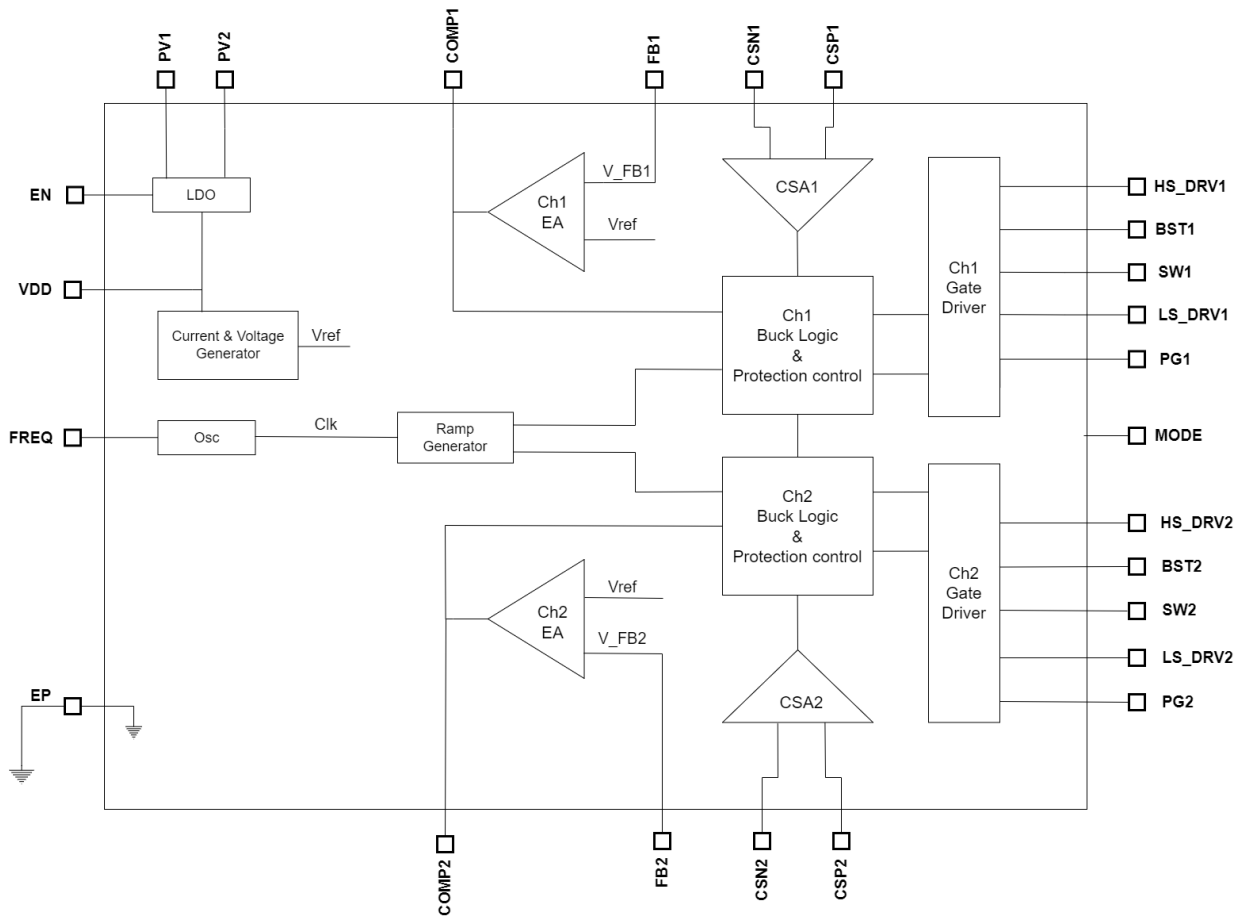 PV1
PV2
COMP1
FB1
CSN1
CSP1
EN
LDO
V_FB1
Ch1
EA
Vref
CSA1
HS_DRV1
BST1
SW1
LS_DRV1
PG1
Ch1
Gate
Driver
VDD
Current & Voltage
Generator
Vref
Ch1
Buck Logic
&
Protection control
FREQ
Osc
Clk
Ramp
Generator
MODE
Ch2
Buck Logic
&
Protection control
HS_DRV2
BST2
SW2
LS_DRV2
PG2
Ch2
Gate
Driver
Vref
Ch2
EA
V_FB2
CSA2
EP
COMP2
FB2
CSN2
CSP2